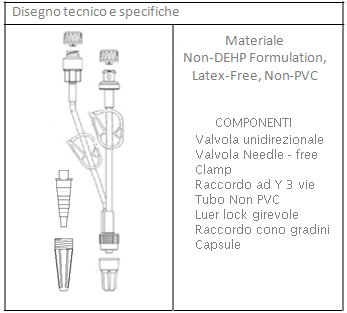 Disegno tecnico e specifiche
Materiale
Non-DEHP Formulation,
Latex-Free, Non-PVC
COMPONENTI
Valvola unidirezionale
Valvola Needle - free
Clamp
Raccordo ad Y 3 vie
Tubo Non PVC
Luer lock girevole
Raccordo cono gradini
Capsule